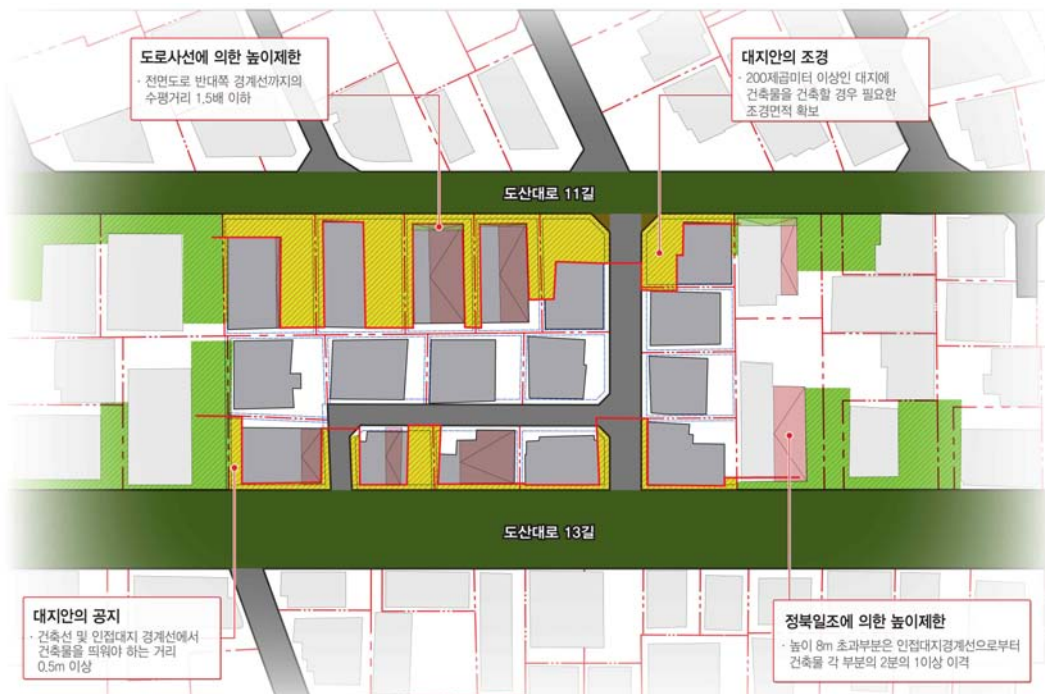 도로사선에 의한 높이제한
· 전면도로 반대쪽 경계선까지의
수평거리 1.5배 이하
대지안의 조경
· 200제곱미터 이상인 대지에
건축물을 건축할 경우 필요한
조경면적 확보
도산대로 11길
도산대로 13길
대지안의 공지
· 건축선 및 인접대지 경계선에서
건축물을 띄워야 하는 거리
0.5m 이상
정북일조에 의한 높이제한
· 높이 8m 초과부분은 인접대지경계선으로부터
건축물 각 부분의 2분의 1이상 이격